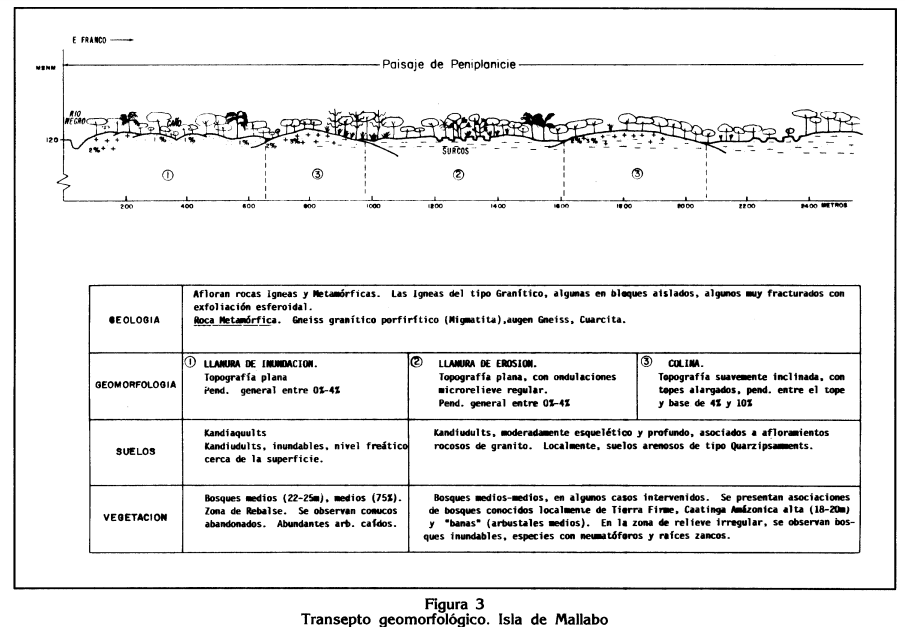 E FRANCO
MSNM
Paisaje de Peniplanicie
RIO NEGRO
CAÑO
120
2% 1% 1% 1% 2% 3% 2% 3%
SURCOS
① ③ ② ③
200 400 600 800 1000 1200 1400 1600 1800 2000 2200 2400 METROS
GEOLOGIA
Afloran rocas Igneas y Metamórficas. Las Igneas del tipo Granítico, algunas en bloques aislados, algunos muy fracturados con
exfoliación esferoidal.
Roca Metamórfica. Gneiss granítico porfirítico (Migmatita),augen Gneiss, Cuarcita.
GEOMORFOLOGIA
① LLANURA DE INUNDACION.
Topografía plana
Pend. general entre 0%-4%
② LLANURA DE EROSION.
Topografía plana, con ondulaciones
microrelieve regular.
Pend. general entre 0%-4%
③ COLINA.
Topografía suavemente inclinada, con
topes alargados, pend. entre el tope
y base de 4% y 10%
SUELOS
Kandiaquults
Kandiudults, inundables, nivel freático
cerca de la superficie.
Kandiudults, moderadamente esquelético y profundo, asociados a afloramientos
rocosos de granito. Localmente, suelos arenosos de tipo Quarzipsamments.
VEGETACION
Bosques medios (22-25m), medios (75%).
Zona de Rebalse. Se observan conucos
abandonados. Abundantes arb. caídos.
Bosques medios-medios, en algunos casos intervenidos. Se presentan asociaciones
de bosques conocidos localmente de Tierra Firme, Caatinga Amázonica alta (18-20m)
y "banas" (arbustales medios). En la zona de relieve irregular, se observan bos-
ques inundables, especies con neumatóforos y raíces zancos.
Figura 3
Transepto geomorfológico. Isla de Mallabo